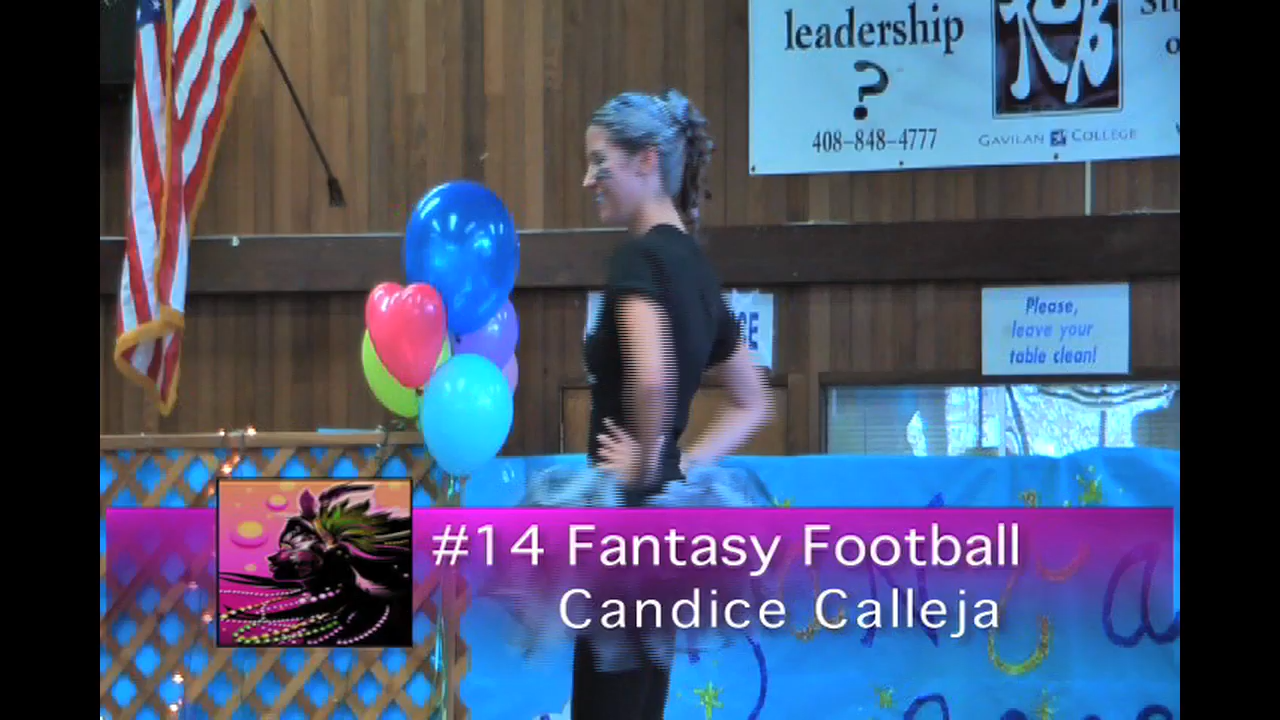 leadership
?
408-848-4777
GAVILAN COLLEGE
Please,
leave your
table clean!
#14 Fantasy Football
Candice Calleja